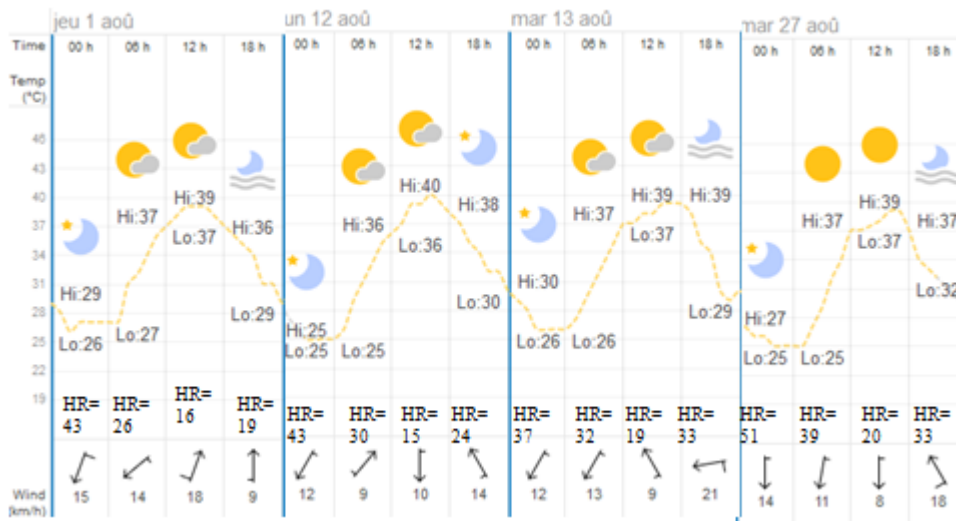 jeu 1 aoû un 12 aoû mar 13 aoû mar 27 aoû
Time 00 h 06 h 12 h 18 h 00 h 06 h 12 h 18 h 00 h 06 h 12 h 18 h 00 h 06 h 12 h 18 h
Temp
(°C)
46
43
40
37
34
31
28
25
22
19
Hi:29 Hi:37 Hi:39 Hi:36 Hi:25 Hi:36 Hi:40 Hi:38 Hi:30 Hi:37 Hi:39 Hi:39 Hi:27 Hi:37 Hi:39 Hi:37
Lo:26 Lo:27 Lo:37 Lo:29 Lo:25 Lo:25 Lo:36 Lo:30 Lo:26 Lo:26 Lo:37 Lo:29 Lo:25 Lo:25 Lo:37 Lo:32
HR= HR= HR= HR= HR= HR= HR= HR= HR= HR= HR= HR= HR= HR= HR= HR=
43 26 16 19 43 30 15 24 37 32 19 33 51 39 20 33
Wind 15 14 18 9 12 9 10 14 12 13 9 21 14 11 8 18
(km/h)